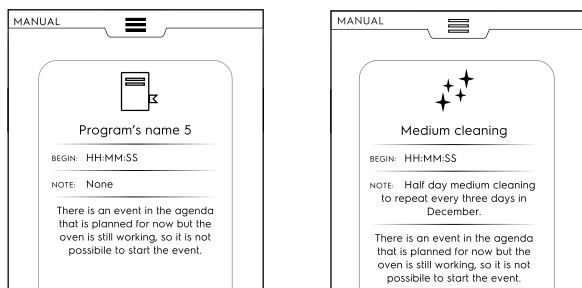 MANUAL
Program's name 5
BEGIN: HH:MM:SS
NOTE: None
There is an event in the agenda
that is planned for now but the
oven is still working, so it is not
possibile to start the event.
MANUAL
Medium cleaning
BEGIN: HH:MM:SS
NOTE: Half day medium cleaning
to repeat every three days in
December.
There is an event in the agenda
that is planned for now but the
oven is still working, so it is not
possibile to start the event.